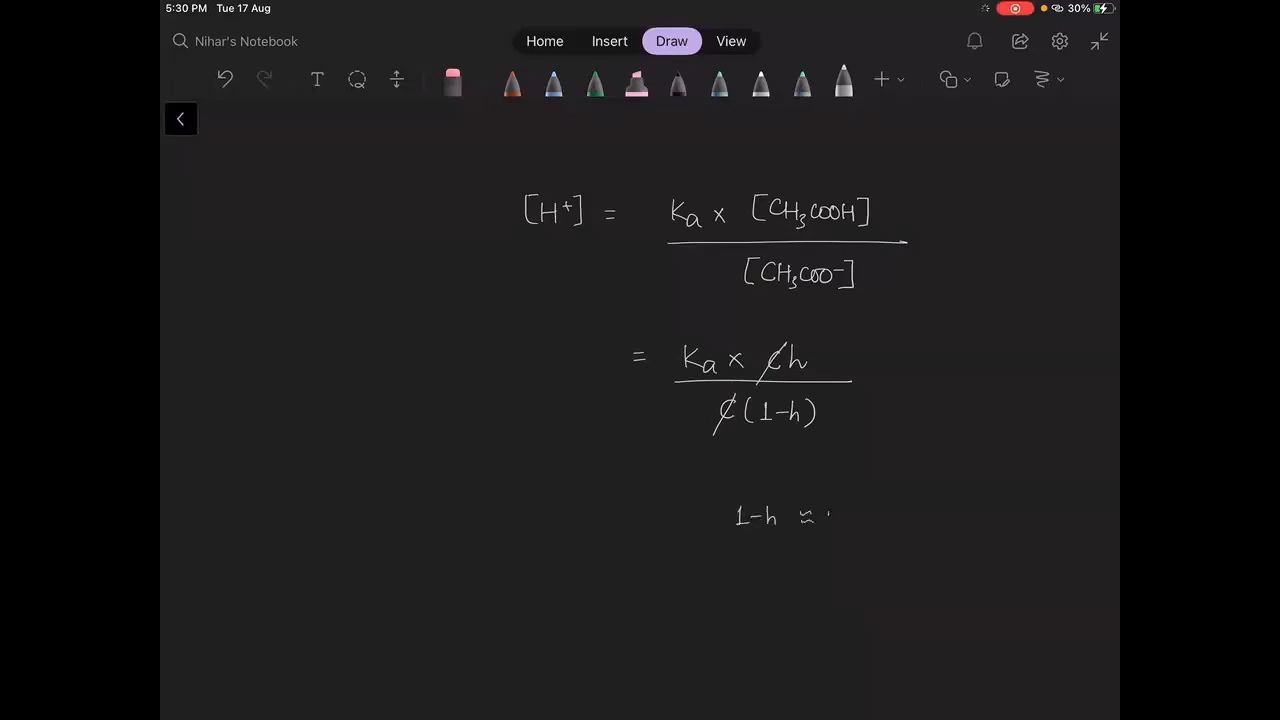 5:30 PM Tue 17 Aug
30%
Nihar's Notebook
Home Insert Draw View
T
[H⁺] = Ka x [CH₃COOH]
[CH₃COO⁻]
= Ka x Ch
C(1-h)
1-h ≈